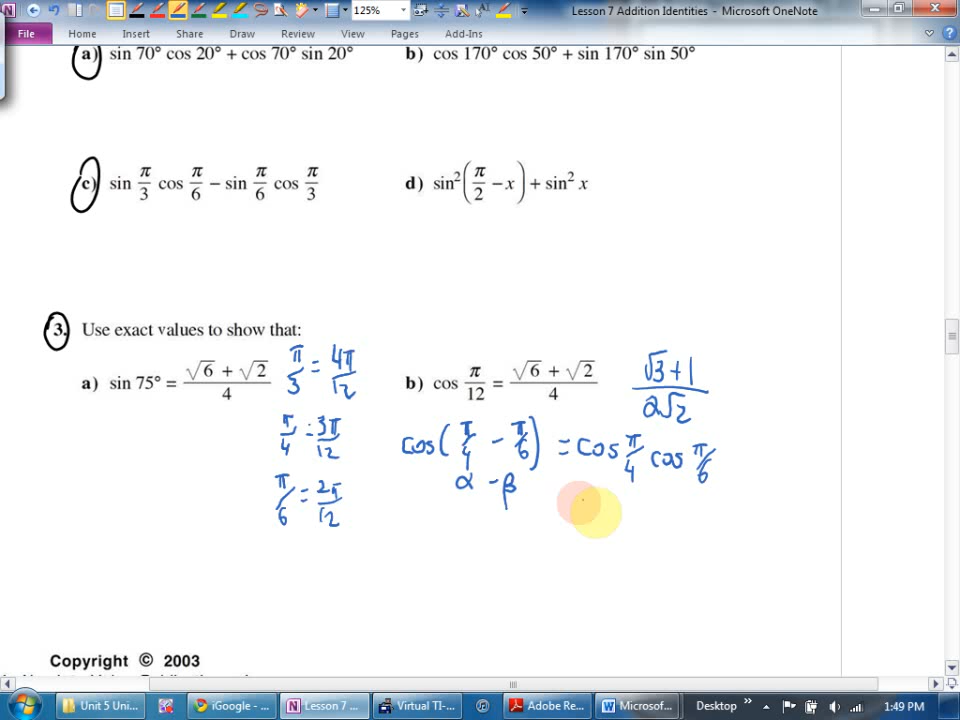 125%
Lesson 7 Addition Identities - Microsoft OneNote
File Home Insert Share Draw Review View Pages Add-Ins
a) sin 70° cos 20° + cos 70° sin 20° b) cos 170° cos 50° + sin 170° sin 50°
c) sin π/3 cos π/6 − sin π/6 cos π/3 d) sin²(π/2 − x) + sin² x
3. Use exact values to show that:
a) sin 75° = (√6 + √2)/4 π/3 = 4π/12 b) cos π/12 = (√6 + √2)/4 (√3+1)/(2√2)
π/4 = 3π/12 cos(π/4 − π/6) = cos π/4 cos π/6
π/6 = 2π/12 α − β
Copyright © 2003
Unit 5 Uni... iGoogle - ... Lesson 7 ... Virtual TI-... Adobe Re... Microsof... Desktop 1:49 PM